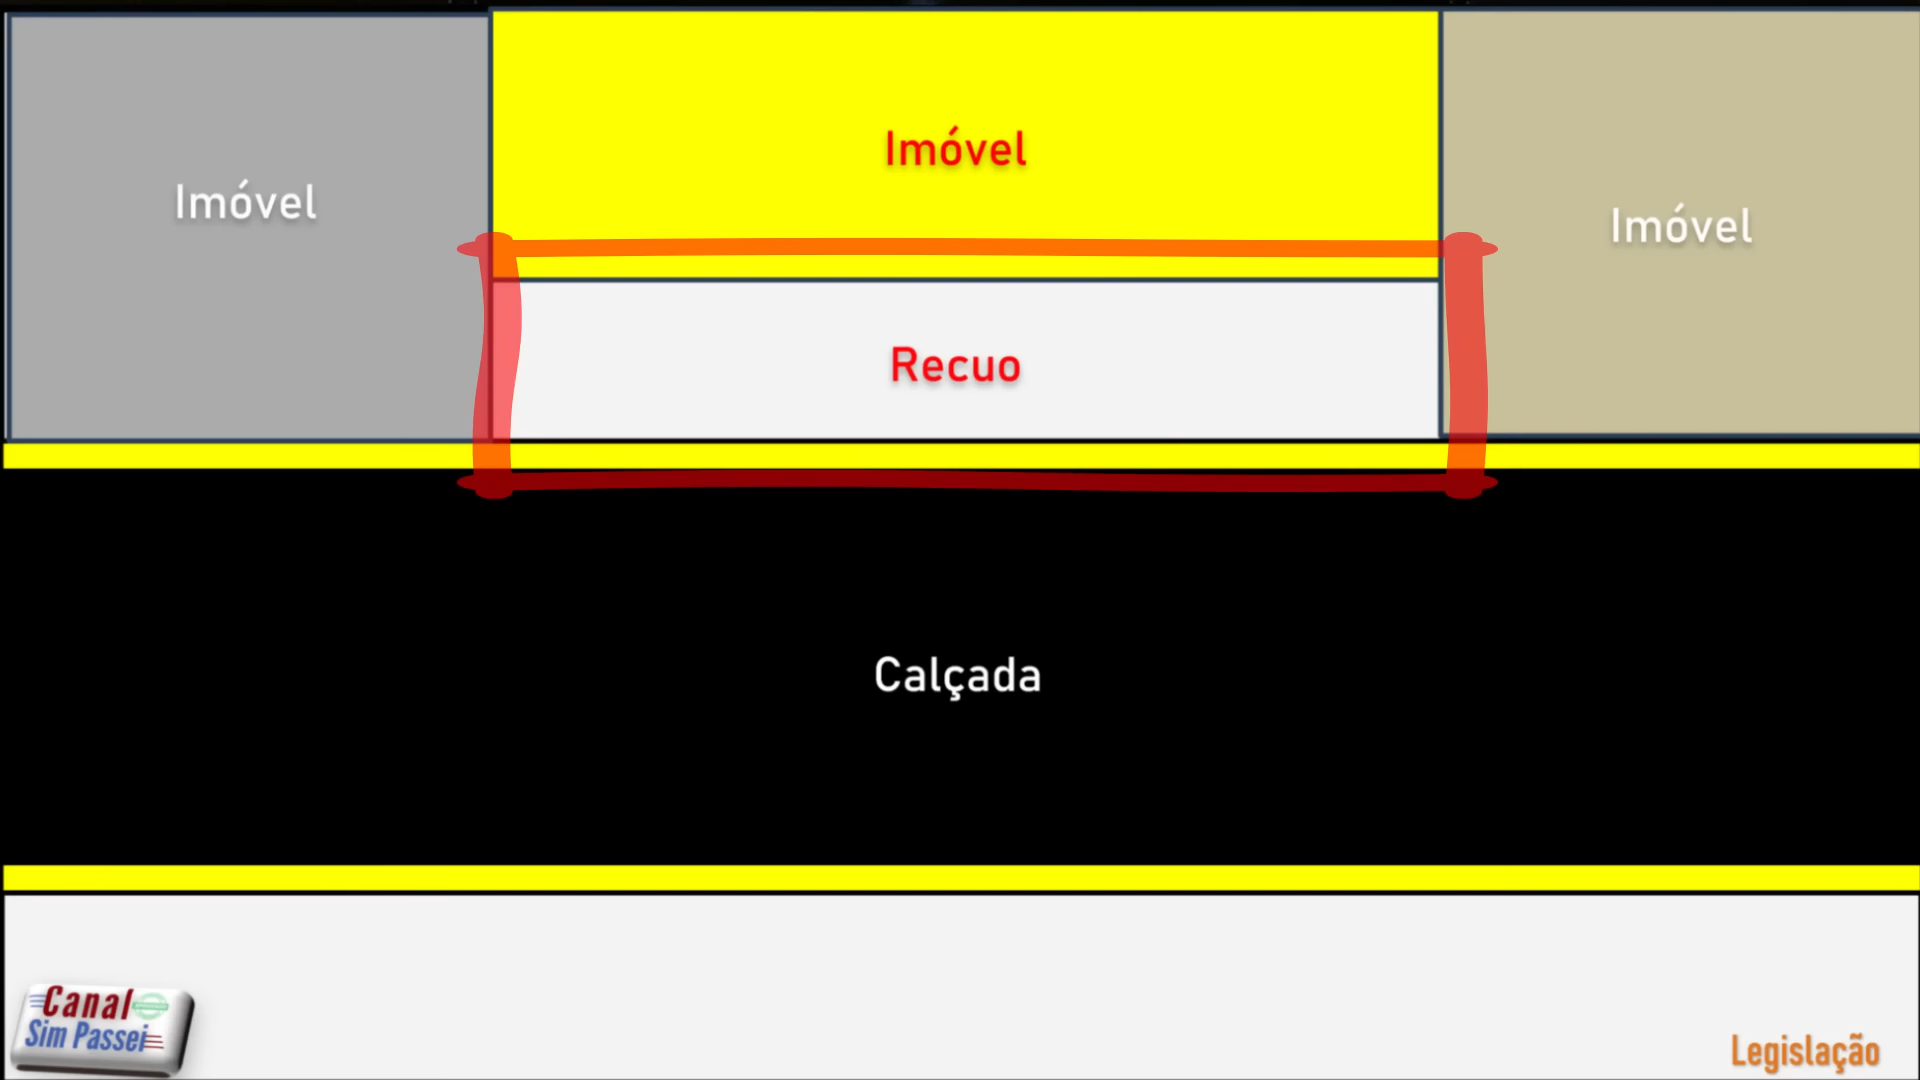 Imóvel
Imóvel
Imóvel
Recuo
Calçada
Canal
Sim Passei
Legislação